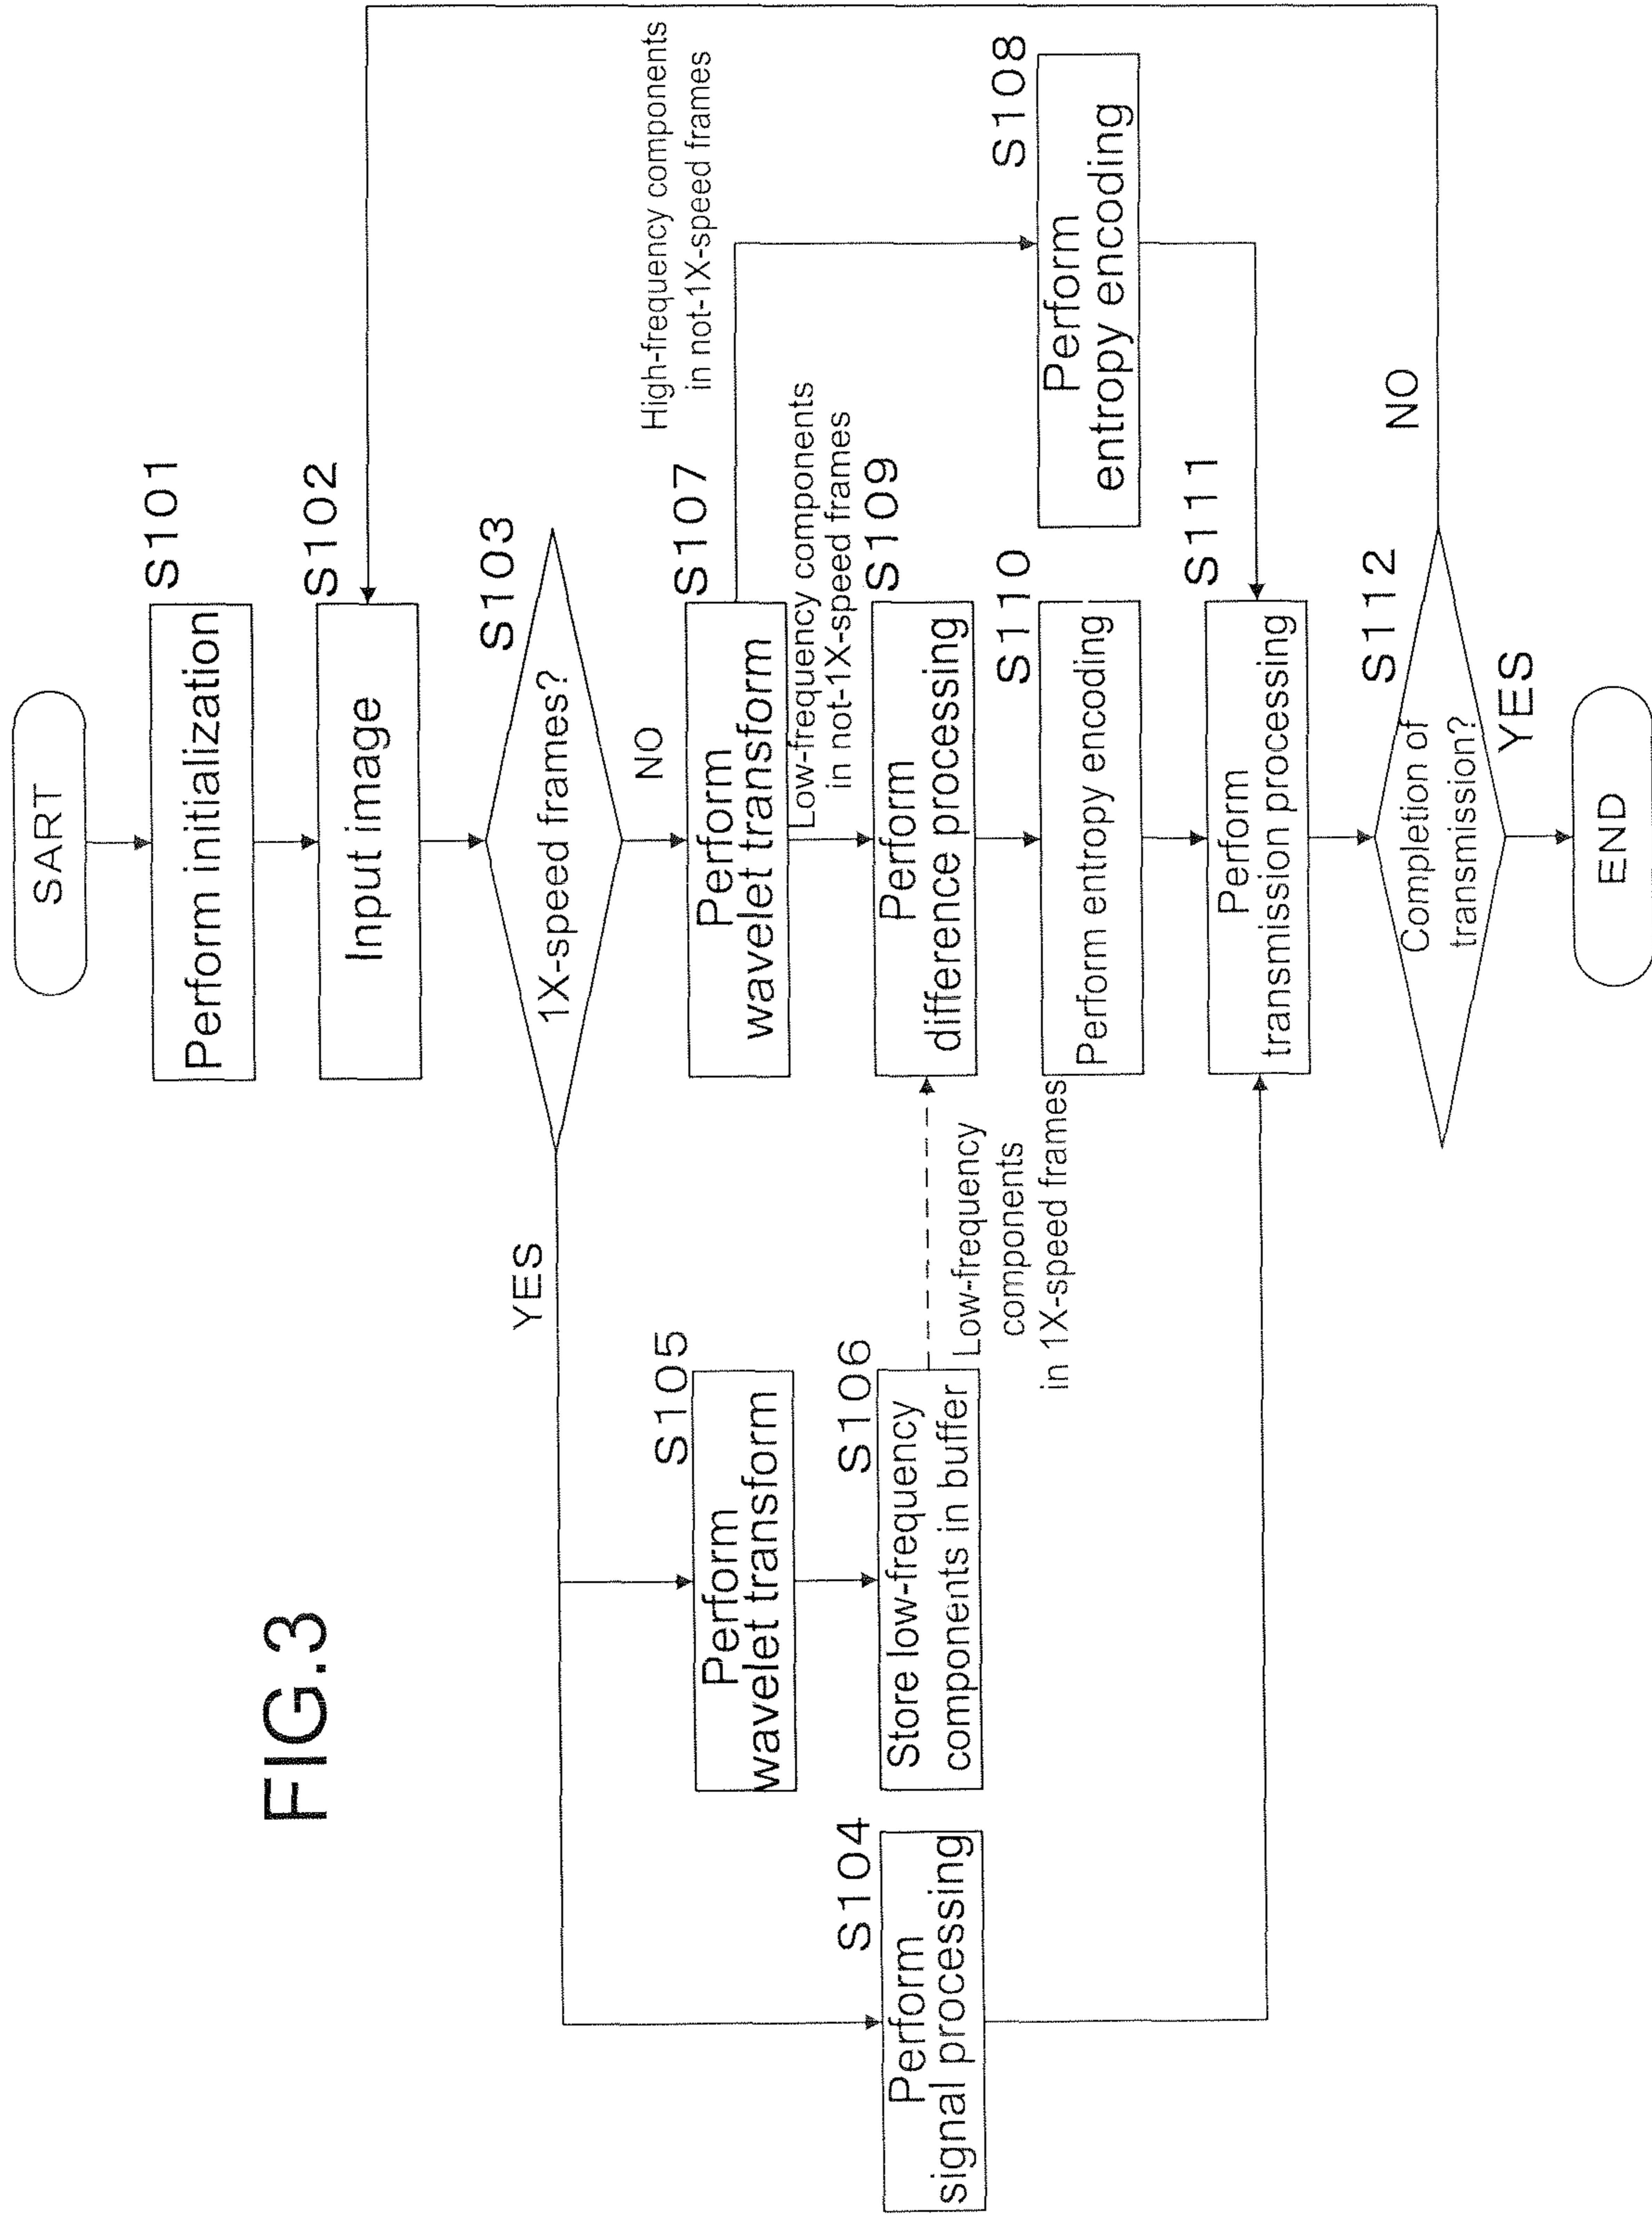 FIG.3
SART
S101
Perform initialization
S102
Input image
S103
1X-speed frames?
YES
NO
S105
Perform
wavelet transform
S107
Perform
wavelet transform
High-frequency components
in not-1X-speed frames
Low-frequency components
in not-1X-speed frames
S104
Perform
signal processing
S106
Store low-frequency
components in buffer
Low-frequency
components
in 1X-speed frames
S109
Perform
difference processing
S108
Perform
entropy encoding
S110
Perform entropy encoding
S111
Perform
transmission processing
S112
Completion of
transmission?
NO
YES
END